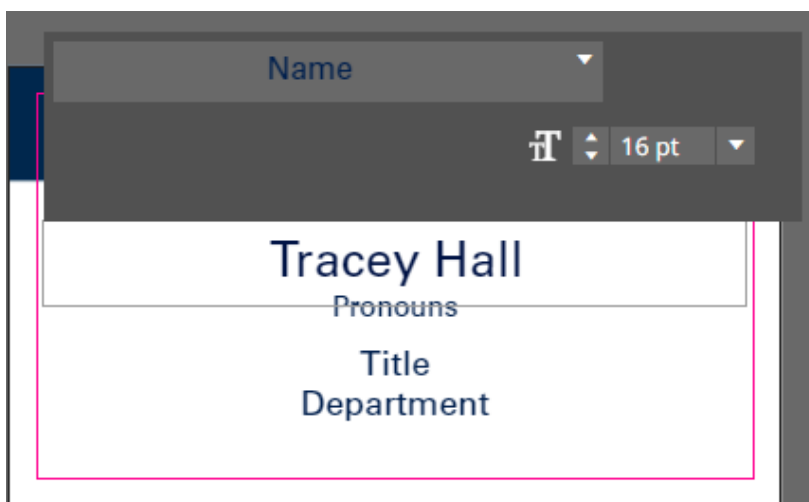 Name
16 pt
Tracey Hall
Pronouns
Title
Department